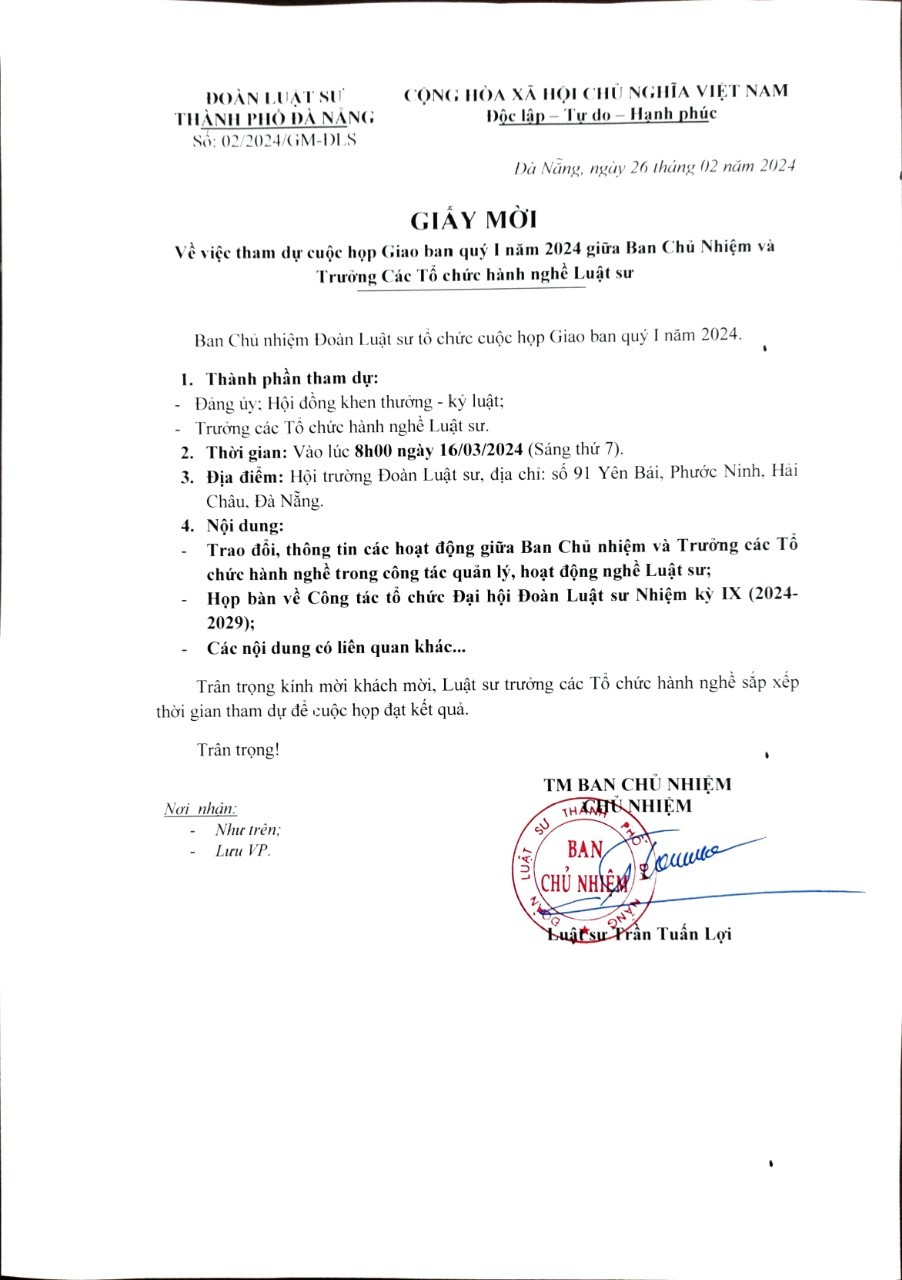 ĐOÀN LUẬT SƯ
THÀNH PHỐ ĐÀ NẴNG
Số: 02/2024/GM-ĐLS
CỘNG HÒA XÃ HỘI CHỦ NGHĨA VIỆT NAM
Độc lập – Tự do – Hạnh phúc
Đà Nẵng, ngày 26 tháng 02 năm 2024
GIẤY MỜI
Về việc tham dự cuộc họp Giao ban quý I năm 2024 giữa Ban Chủ Nhiệm và
Trưởng Các Tổ chức hành nghề Luật sư
Ban Chủ nhiệm Đoàn Luật sư tổ chức cuộc họp Giao ban quý I năm 2024.
1. Thành phần tham dự:
- Đảng ủy; Hội đồng khen thưởng - kỷ luật;
- Trưởng các Tổ chức hành nghề Luật sư.
2. Thời gian: Vào lúc 8h00 ngày 16/03/2024 (Sáng thứ 7).
3. Địa điểm: Hội trường Đoàn Luật sư, địa chỉ: số 91 Yên Bái, Phước Ninh, Hải
Châu, Đà Nẵng.
4. Nội dung:
- Trao đổi, thông tin các hoạt động giữa Ban Chủ nhiệm và Trưởng các Tổ
chức hành nghề trong công tác quản lý, hoạt động nghề Luật sư;
- Họp bàn về Công tác tổ chức Đại hội Đoàn Luật sư Nhiệm kỳ IX (2024-
2029);
- Các nội dung có liên quan khác...
Trân trọng kính mời khách mời, Luật sư trưởng các Tổ chức hành nghề sắp xếp
thời gian tham dự để cuộc họp đạt kết quả.
Trân trọng!
TM BAN CHỦ NHIỆM
CHỦ NHIỆM
Nơi nhận:
- Như trên;
- Lưu VP.
ĐOÀN LUẬT SƯ THÀNH PHỐ ĐÀ NẴNG
BAN
CHỦ NHIỆM
Luật sư Trần Tuấn Lợi